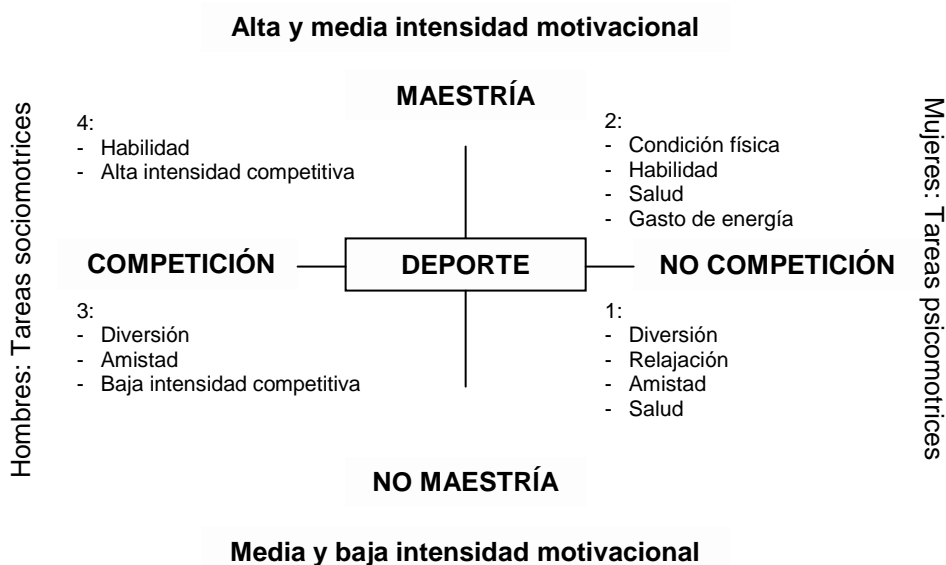 Alta y media intensidad motivacional
MAESTRÍA
Hombres: Tareas sociomotrices
4:
- Habilidad
- Alta intensidad competitiva
2:
- Condición física
- Habilidad
- Salud
- Gasto de energía
Mujeres: Tareas psicomotrices
COMPETICIÓN
DEPORTE
NO COMPETICIÓN
3:
- Diversión
- Amistad
- Baja intensidad competitiva
1:
- Diversión
- Relajación
- Amistad
- Salud
NO MAESTRÍA
Media y baja intensidad motivacional